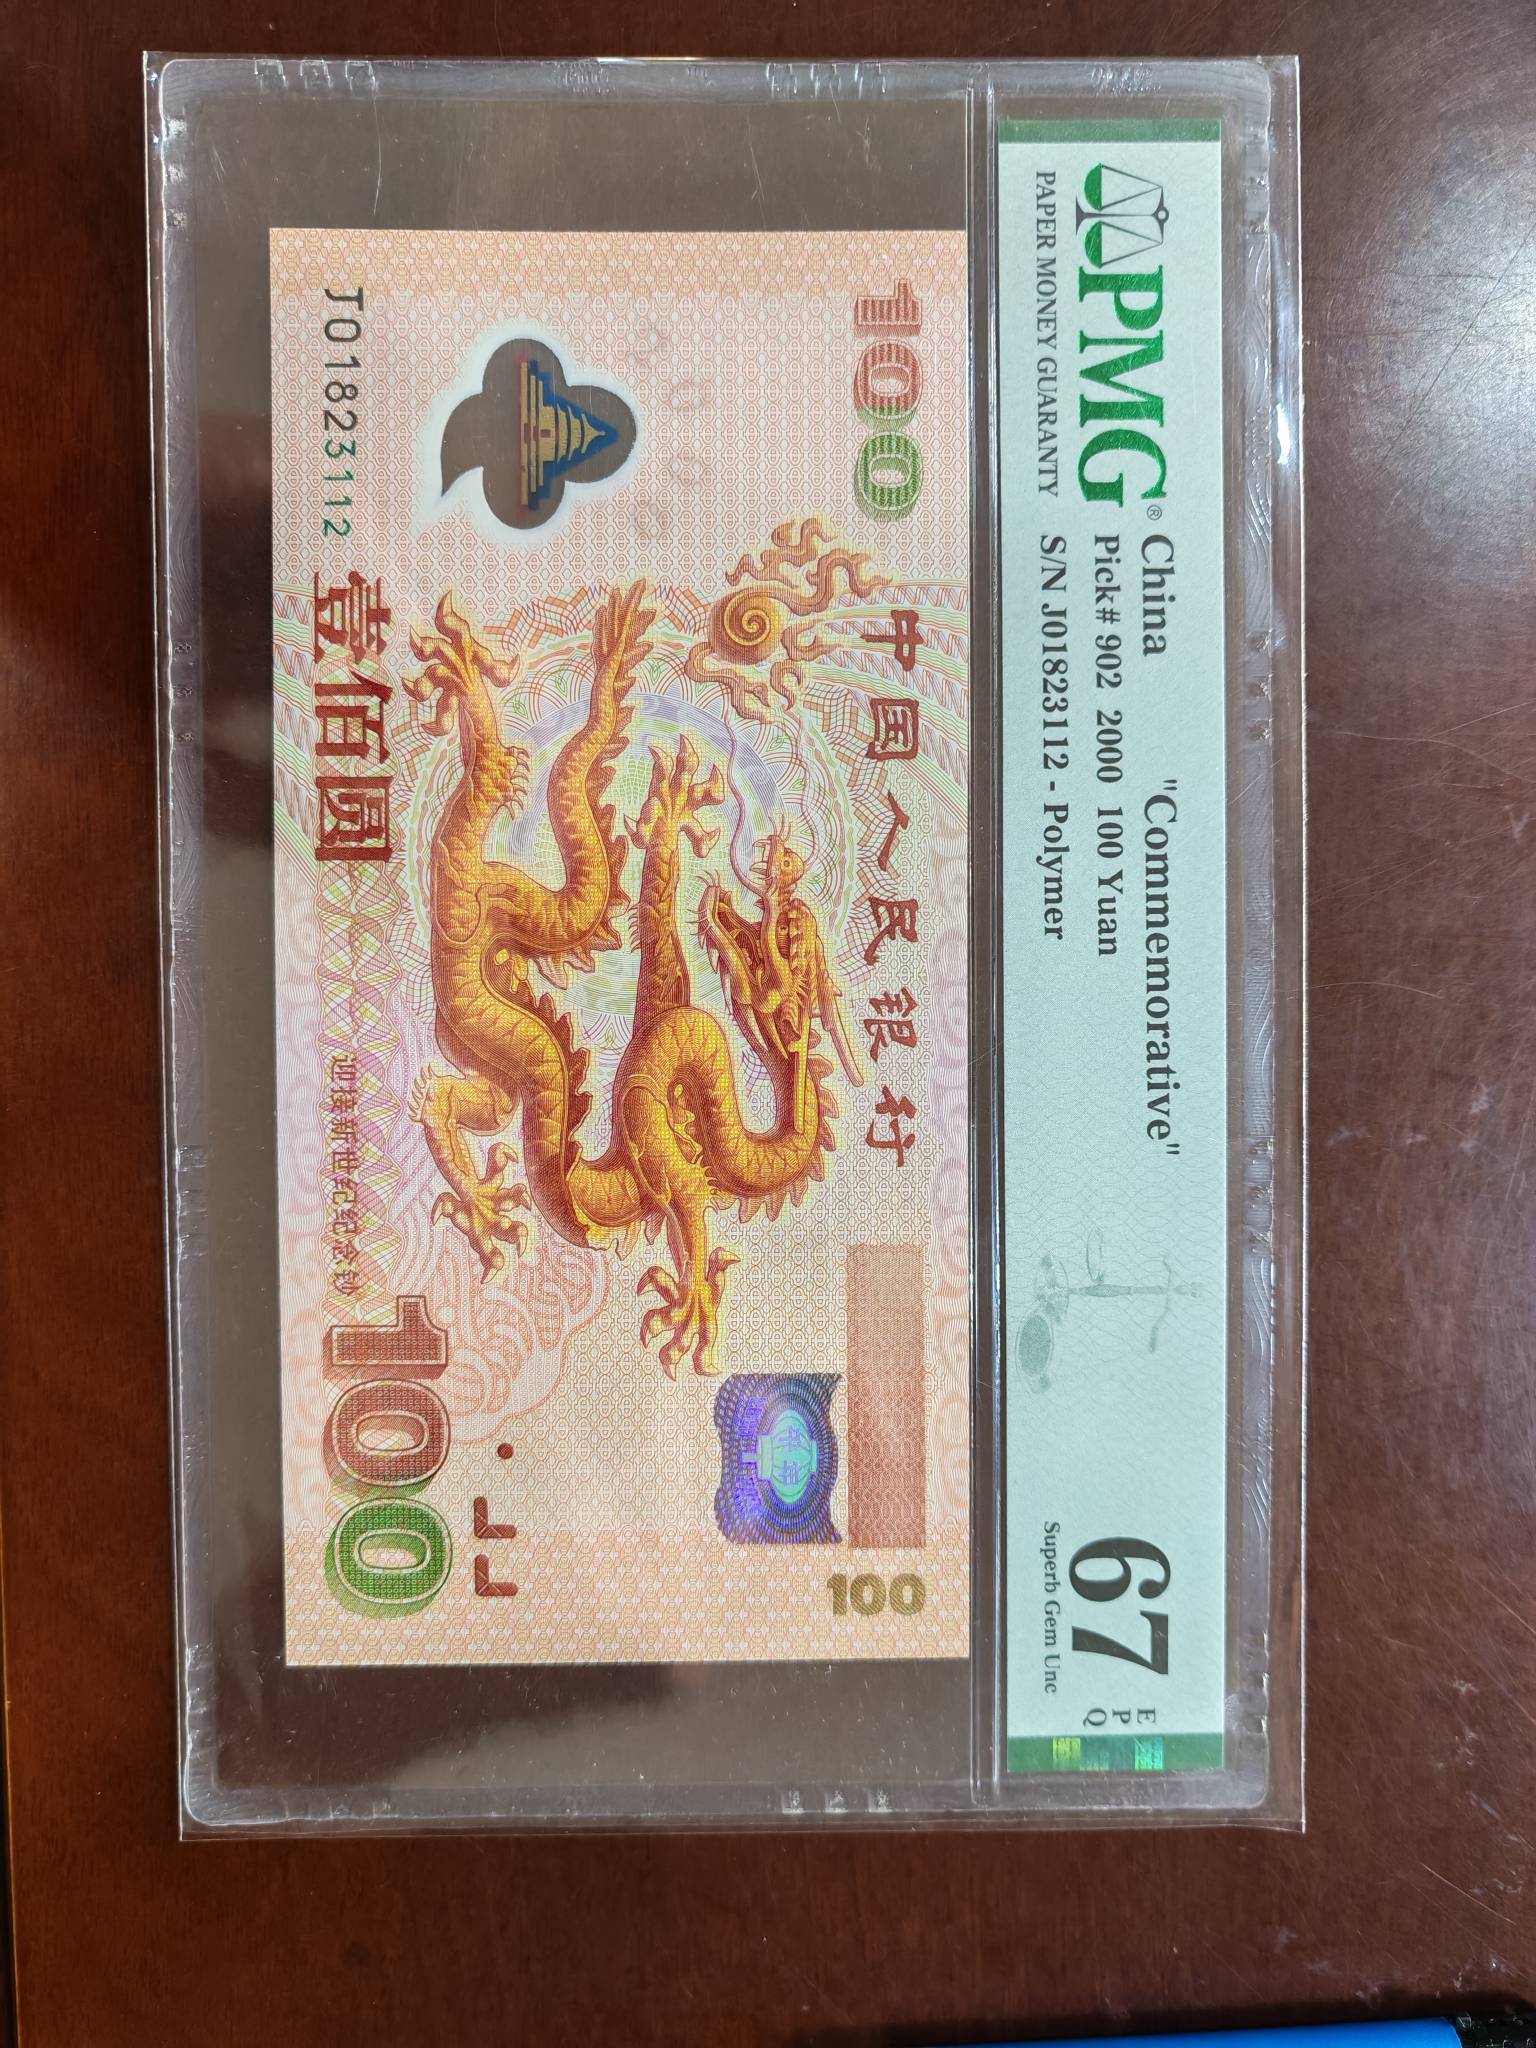 PMG®
PAPER MONEY GUARANTY
China "Commemorative"
Pick# 902 2000 100 Yuan
S/N J01823112 - Polymer
67
EPQ
Superb Gem Unc
100
中国人民银行
100
千年
J01823112
壹佰圆
迎接新世纪纪念钞
100